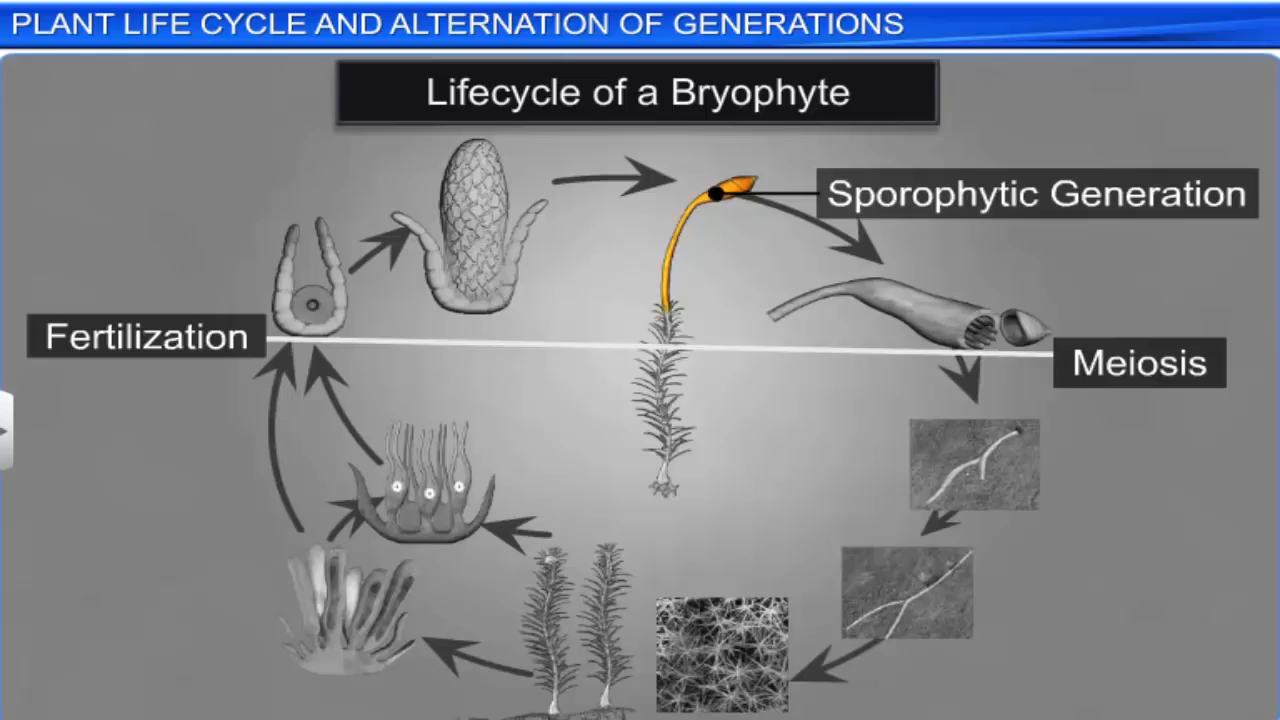 PLANT LIFE CYCLE AND ALTERNATION OF GENERATIONS
Lifecycle of a Bryophyte
Sporophytic Generation
Fertilization
Meiosis